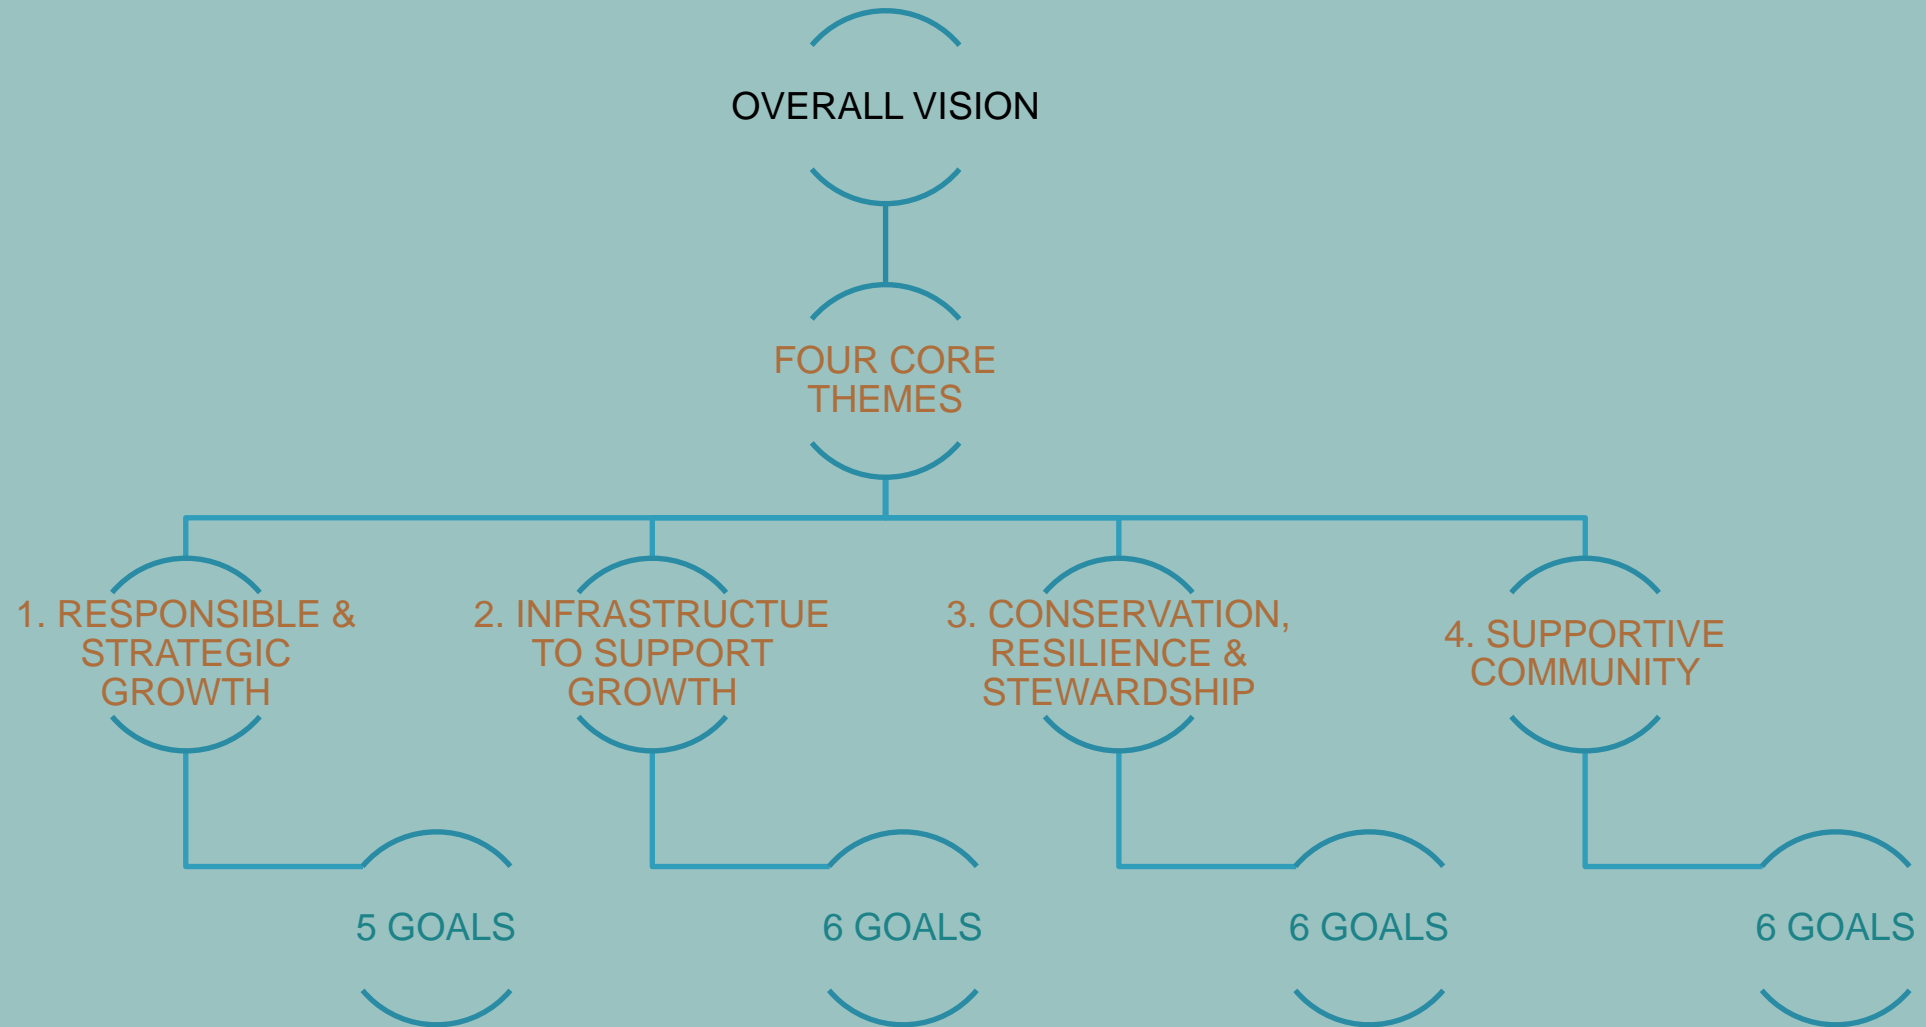 OVERALL VISION
FOUR CORE
THEMES
1. RESPONSIBLE &
STRATEGIC
GROWTH
2. INFRASTRUCTUE
TO SUPPORT
GROWTH
3. CONSERVATION,
RESILIENCE &
STEWARDSHIP
4. SUPPORTIVE
COMMUNITY
5 GOALS
6 GOALS
6 GOALS
6 GOALS